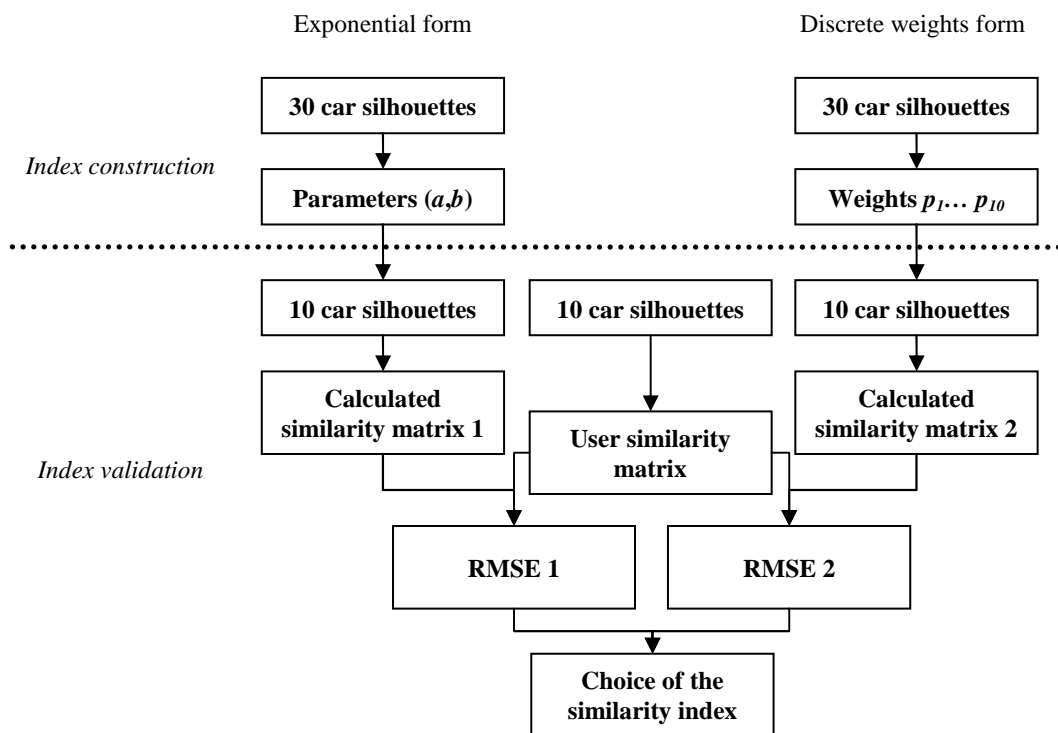 Exponential form
Discrete weights form
30 car silhouettes
30 car silhouettes
Index construction
Parameters (a,b)
Weights p1… p10
10 car silhouettes
10 car silhouettes
10 car silhouettes
Calculated
similarity matrix 1
User similarity
matrix
Calculated
similarity matrix 2
Index validation
RMSE 1
RMSE 2
Choice of the
similarity index